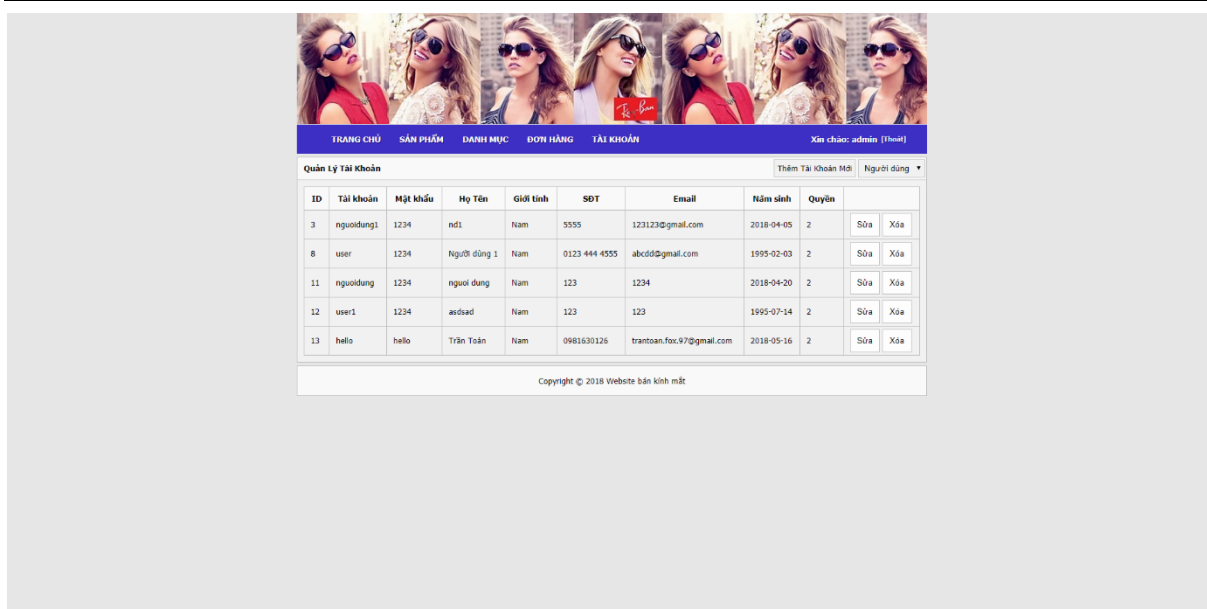 Ray-Ban
TRANG CHỦ SẢN PHẨM DANH MỤC ĐƠN HÀNG TÀI KHOẢN Xin chào: admin [Thoát]
Quản Lý Tài Khoản Thêm Tài Khoản Mới Người dùng
ID Tài khoản Mật khẩu Họ Tên Giới tính SĐT Email Năm sinh Quyền
3 nguoidung1 1234 nd1 Nam 5555 123123@gmail.com 2018-04-05 2 Sửa Xóa
8 user 1234 Người dùng 1 Nam 0123 444 4555 abcdd@gmail.com 1995-02-03 2 Sửa Xóa
11 nguoidung 1234 nguoi dung Nam 123 1234 2018-04-20 2 Sửa Xóa
12 user1 1234 asdsad Nam 123 123 1995-07-14 2 Sửa Xóa
13 hello hello Trần Toản Nam 0981630126 trantoan.fox.97@gmail.com 2018-05-16 2 Sửa Xóa
Copyright © 2018 Website bán kính mắt